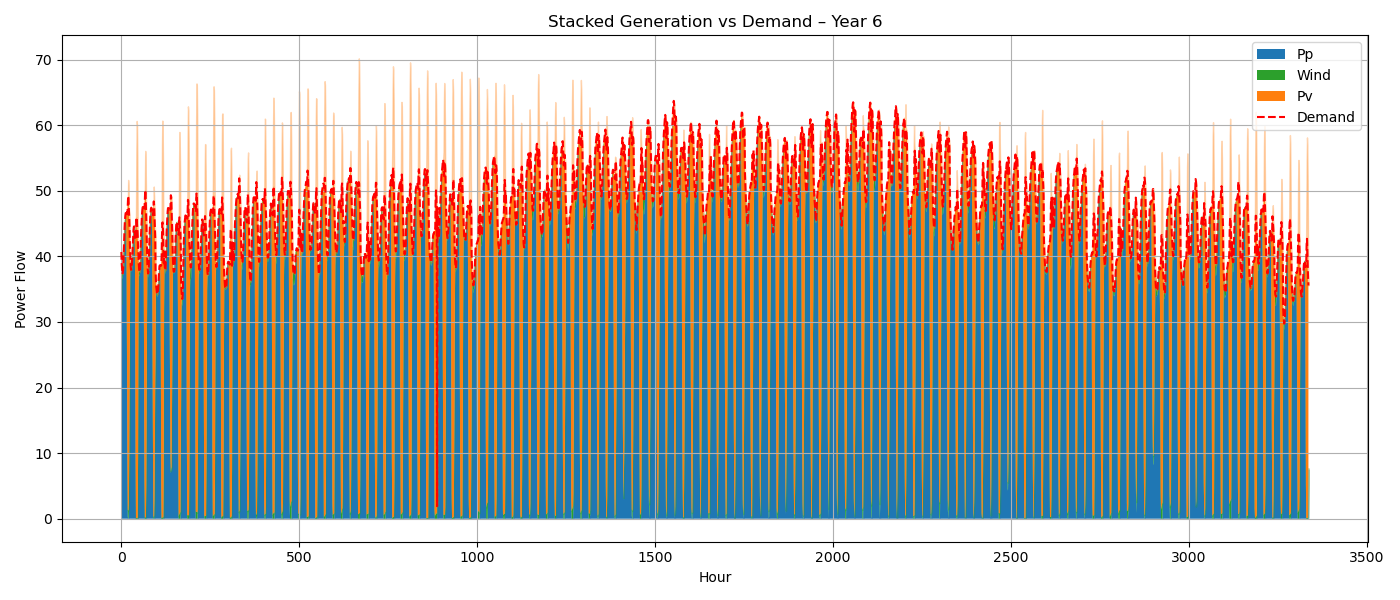 Stacked Generation vs Demand – Year 6
Power Flow
70
60
50
40
30
20
10
0
Pp
Wind
Pv
Demand
0 500 1000 1500 2000 2500 3000 3500
Hour